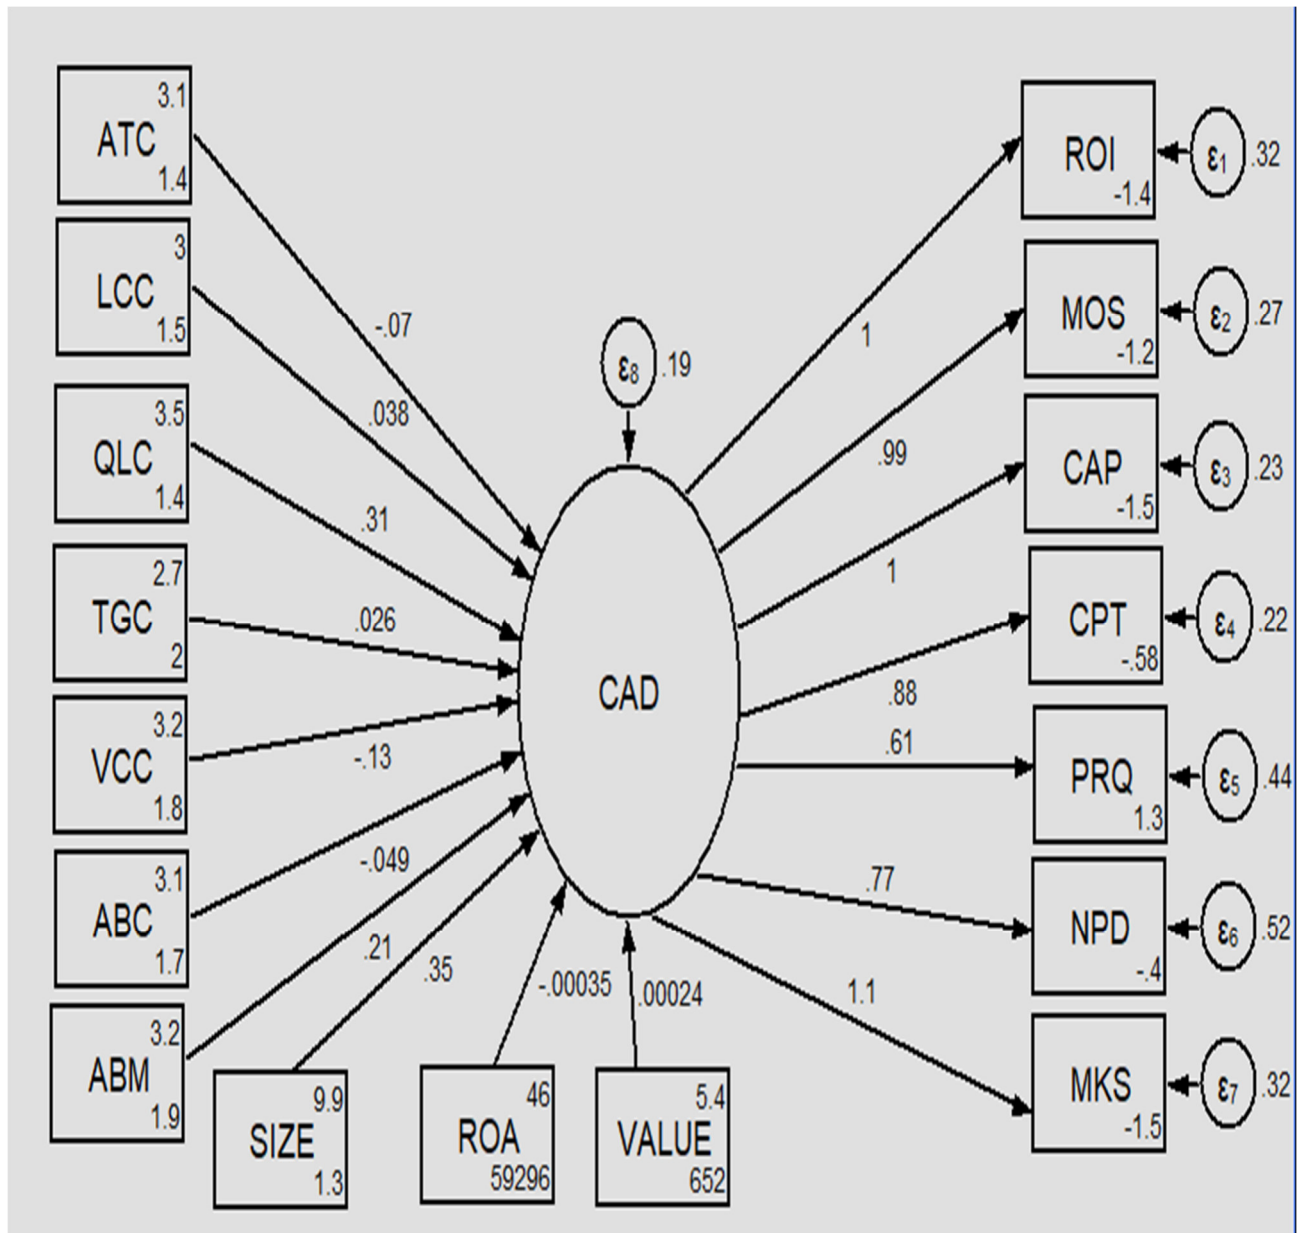 3.1
ATC
1.4
3
LCC
1.5
3.5
QLC
1.4
2.7
TGC
2
3.2
VCC
1.8
3.1
ABC
1.7
3.2
ABM
1.9
9.9
SIZE
1.3
46
ROA
59296
5.4
VALUE
652
-.07
.038
.31
.026
-.13
-.049
.21
.35
-.00035
.00024
ε8 .19
CAD
1
.99
1
.88
.61
.77
1.1
ROI
-1.4
ε1 .32
MOS
-1.2
ε2 .27
CAP
-1.5
ε3 .23
CPT
-.58
ε4 .22
PRQ
1.3
ε5 .44
NPD
-.4
ε6 .52
MKS
-1.5
ε7 .32